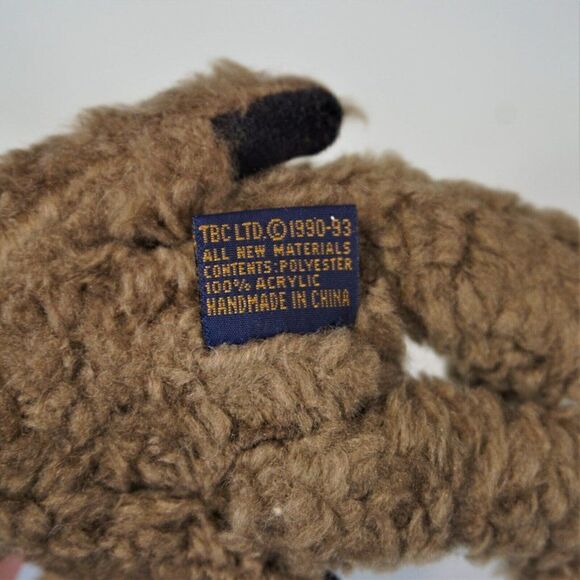 TBC LTD.©1990-93
ALL NEW MATERIALS
CONTENTS:POLYESTER
100% ACRYLIC
HANDMADE IN CHINA